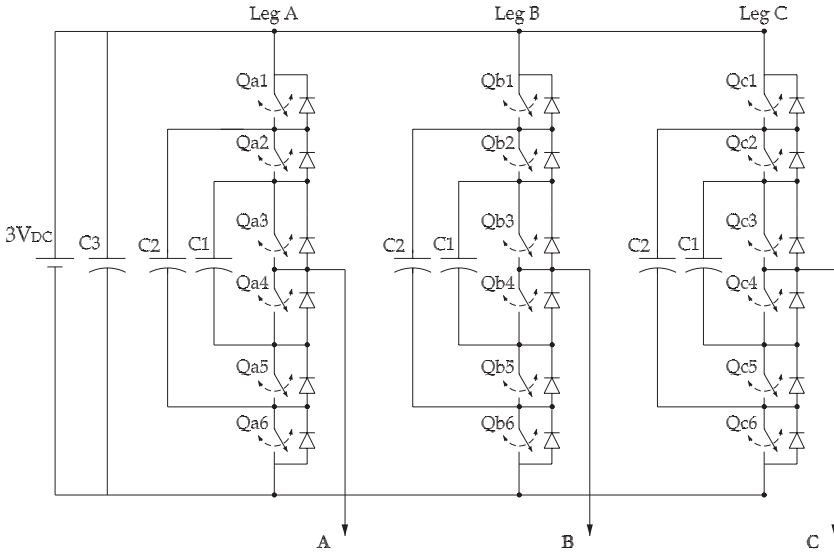 Leg A Leg B Leg C
Qa1 Qb1 Qc1
Qa2 Qb2 Qc2
Qa3 Qb3 Qc3
3VDC C3 C2 C1 C2 C1 C2 C1
Qa4 Qb4 Qc4
Qa5 Qb5 Qc5
Qa6 Qb6 Qc6
A B C